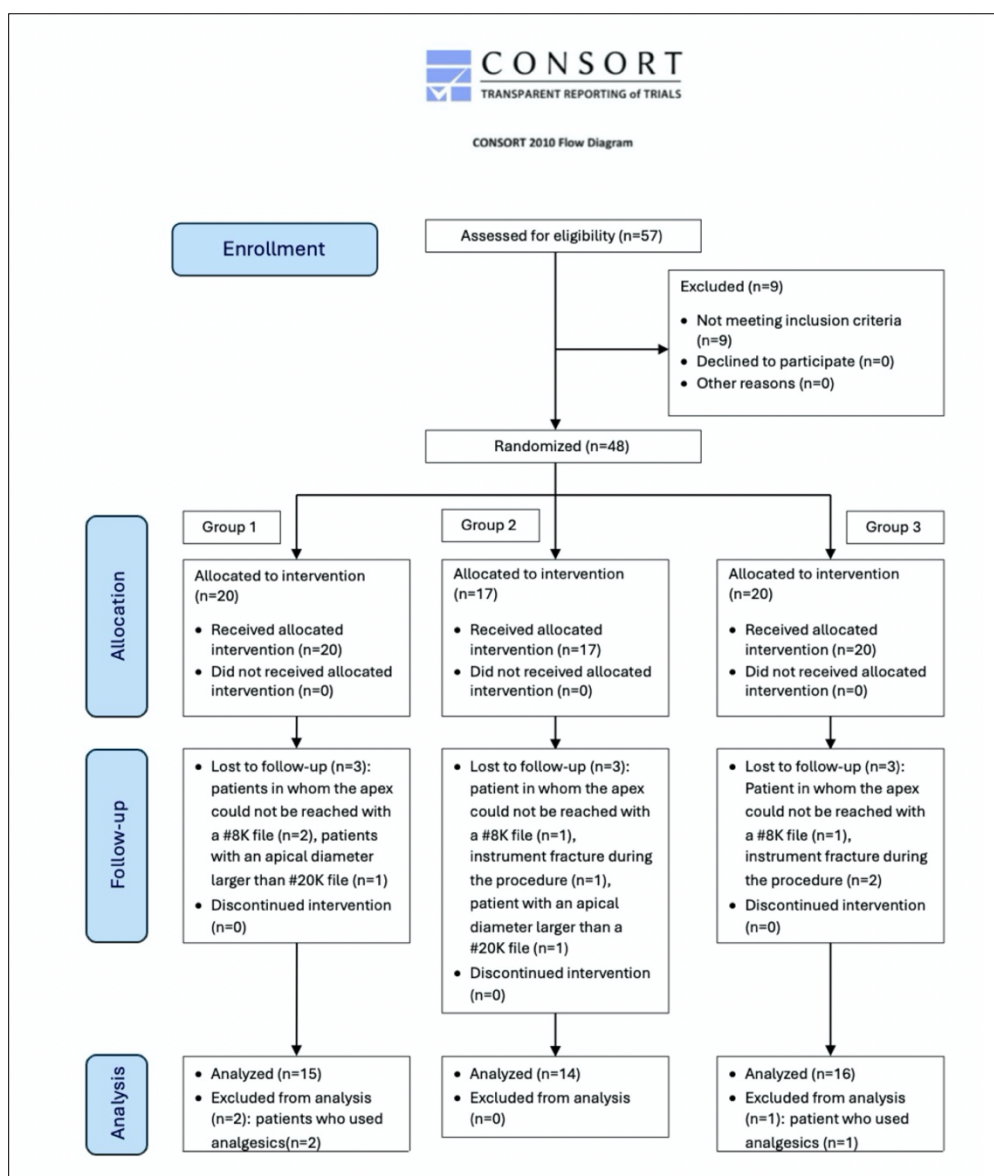 CONSORT
TRANSPARENT REPORTING of TRIALS
CONSORT 2010 Flow Diagram
Enrollment
Assessed for eligibility (n=57)
Excluded (n=9)
• Not meeting inclusion criteria
(n=9)
• Declined to participate (n=0)
• Other reasons (n=0)
Randomized (n=48)
Allocation
Group 1
Group 2
Group 3
Allocated to intervention
(n=20)
• Received allocated
intervention (n=20)
• Did not received allocated
intervention (n=0)
Allocated to intervention
(n=17)
• Received allocated
intervention (n=17)
• Did not received allocated
intervention (n=0)
Allocated to intervention
(n=20)
• Received allocated
intervention (n=20)
• Did not received allocated
intervention (n=0)
Follow-up
• Lost to follow-up (n=3):
patients in whom the apex
could not be reached with
a #8K file (n=2), patients
with an apical diameter
larger than #20K file (n=1)
• Discontinued intervention
(n=0)
• Lost to follow-up (n=3):
patient in whom the apex
could not be reached with
a #8K file (n=1),
instrument fracture during
the procedure (n=1),
patient with an apical
diameter larger than a
#20K file (n=1)
• Discontinued intervention
(n=0)
• Lost to follow-up (n=3):
Patient in whom the apex
could not be reached with
a #8K file (n=1),
instrument fracture during
the procedure (n=2)
• Discontinued intervention
(n=0)
Analysis
• Analyzed (n=15)
• Excluded from analysis
(n=2): patients who used
analgesics(n=2)
• Analyzed (n=14)
• Excluded from analysis
(n=0)
• Analyzed (n=16)
• Excluded from analysis
(n=1): patient who used
analgesics (n=1)